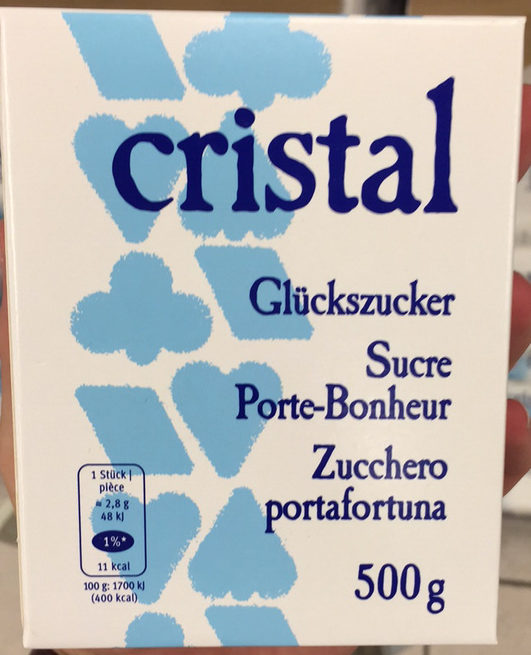 cristal
Glückszucker
Sucre
Porte-Bonheur
Zucchero
portafortuna
500 g
1 Stück |
pièce
= 2,8 g
48 kJ
1%*
11 kcal
100 g: 1700 kJ
(400 kcal)